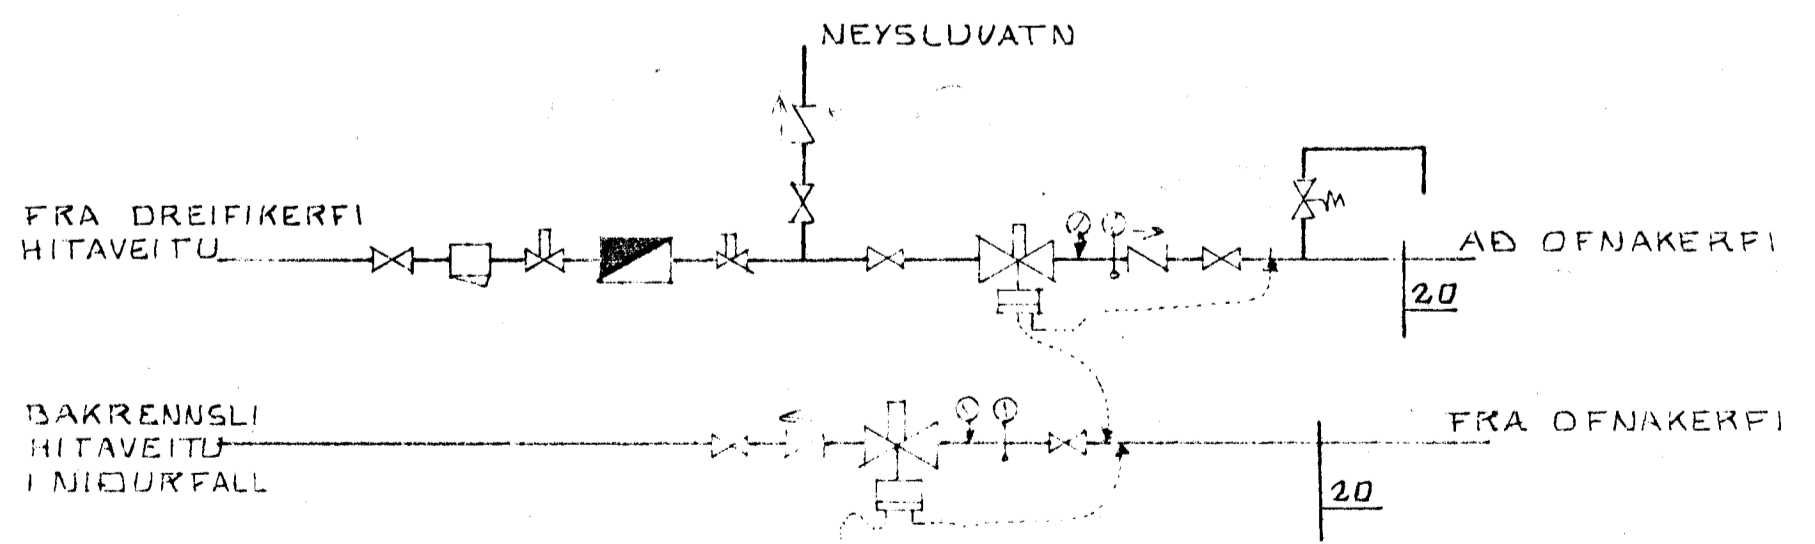 NEYSLUVATN
FRA DREIFIKERFI
HITAVEITU
AÐ OFNAKERFI
20
BAKRENNSLI
HITAVEITU
I NIÐURFALL
FRA OFNAKERFI
20